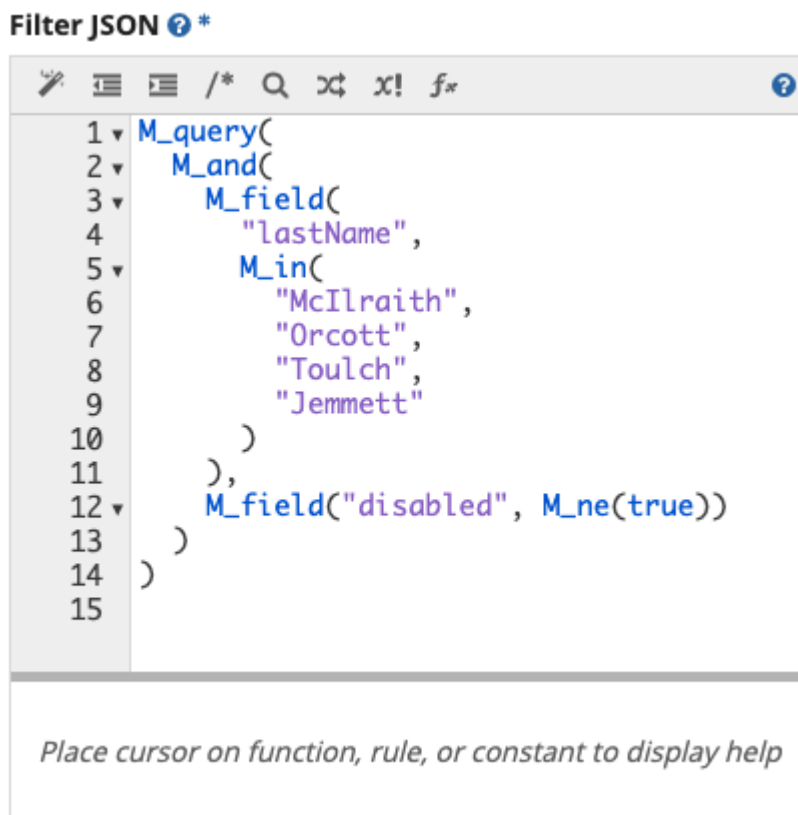 Filter JSON ? *
/* x! fx ?
1 M_query(
2 M_and(
3 M_field(
4 "lastName",
5 M_in(
6 "McIlraith",
7 "Orcott",
8 "Toulch",
9 "Jemmett"
10 )
11 ),
12 M_field("disabled", M_ne(true))
13 )
14 )
15
Place cursor on function, rule, or constant to display help